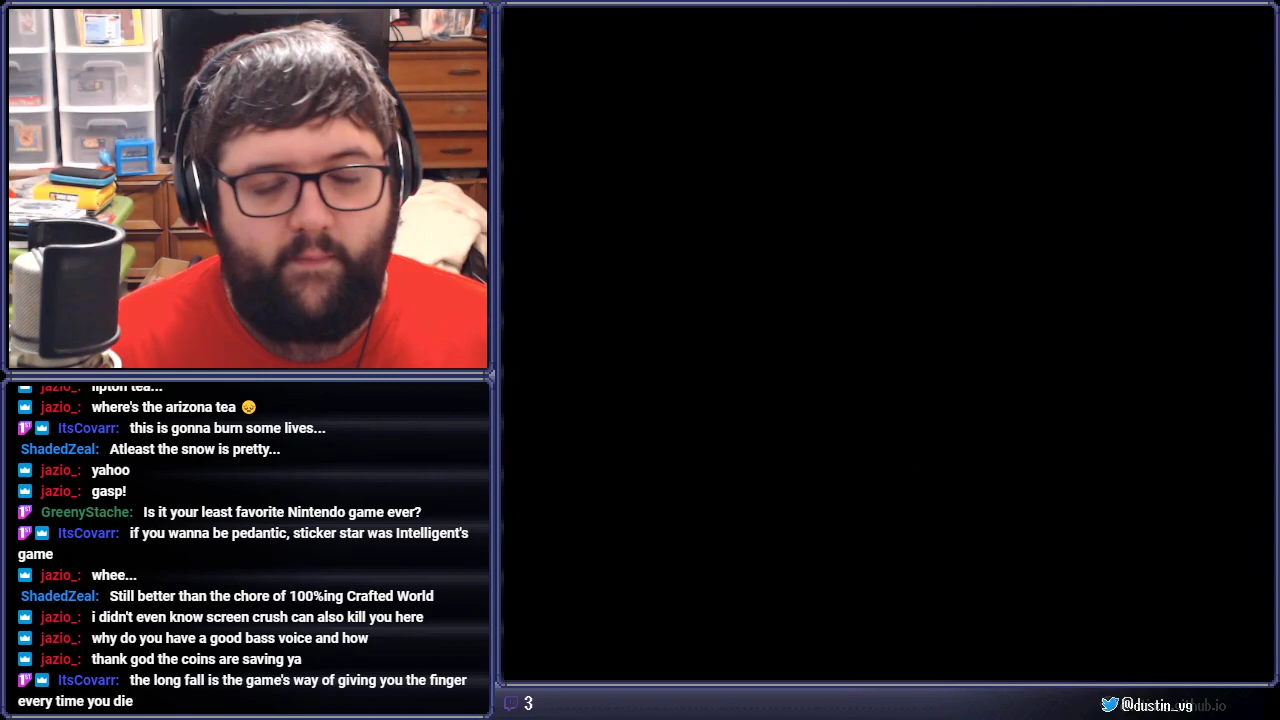 jazio_: lipton tea...
jazio_: where's the arizona tea
ItsCovarr: this is gonna burn some lives...
ShadedZeal: Atleast the snow is pretty...
jazio_: yahoo
jazio_: gasp!
GreenyStache: Is it your least favorite Nintendo game ever?
ItsCovarr: if you wanna be pedantic, sticker star was Intelligent's
game
jazio_: whee...
ShadedZeal: Still better than the chore of 100%ing Crafted World
jazio_: i didn't even know screen crush can also kill you here
jazio_: why do you have a good bass voice and how
jazio_: thank god the coins are saving ya
ItsCovarr: the long fall is the game's way of giving you the finger
every time you die
3
@dustin_vg